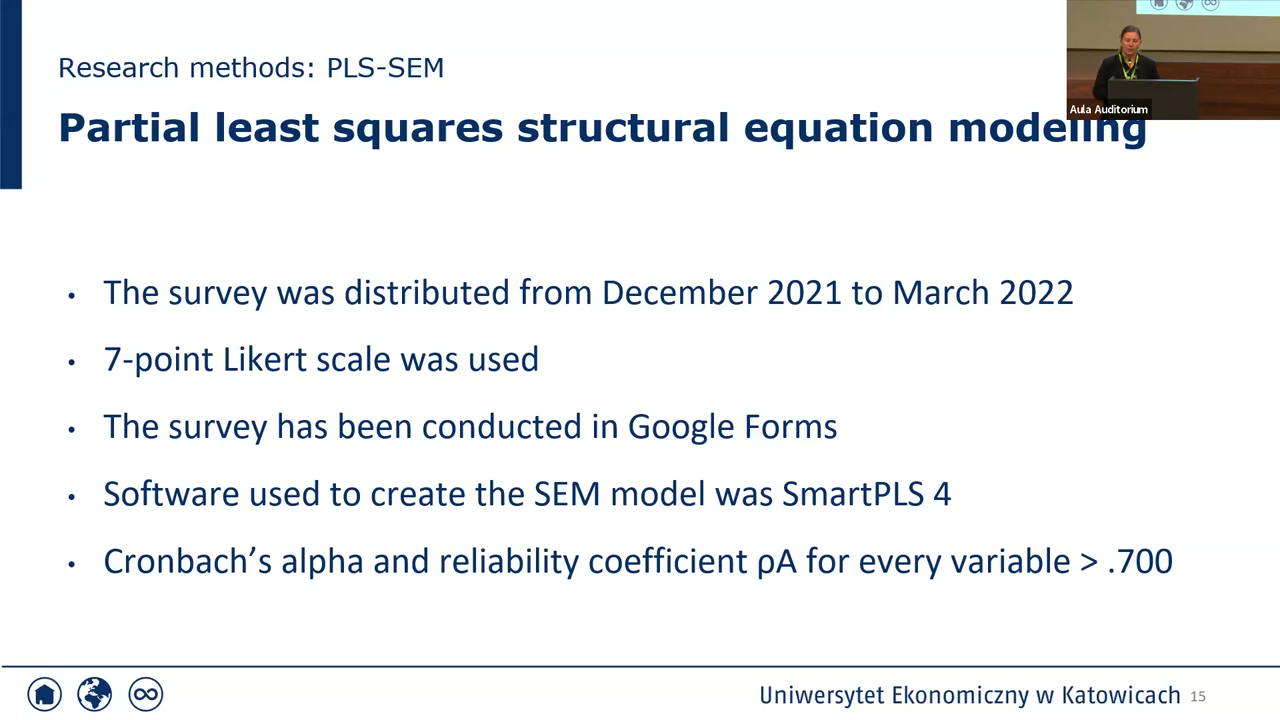 Research methods: PLS-SEM
Partial least squares structural equation modeling
Aula Auditorium
• The survey was distributed from December 2021 to March 2022
• 7-point Likert scale was used
• The survey has been conducted in Google Forms
• Software used to create the SEM model was SmartPLS 4
• Cronbach’s alpha and reliability coefficient ρA for every variable > .700
Uniwersytet Ekonomiczny w Katowicach 15